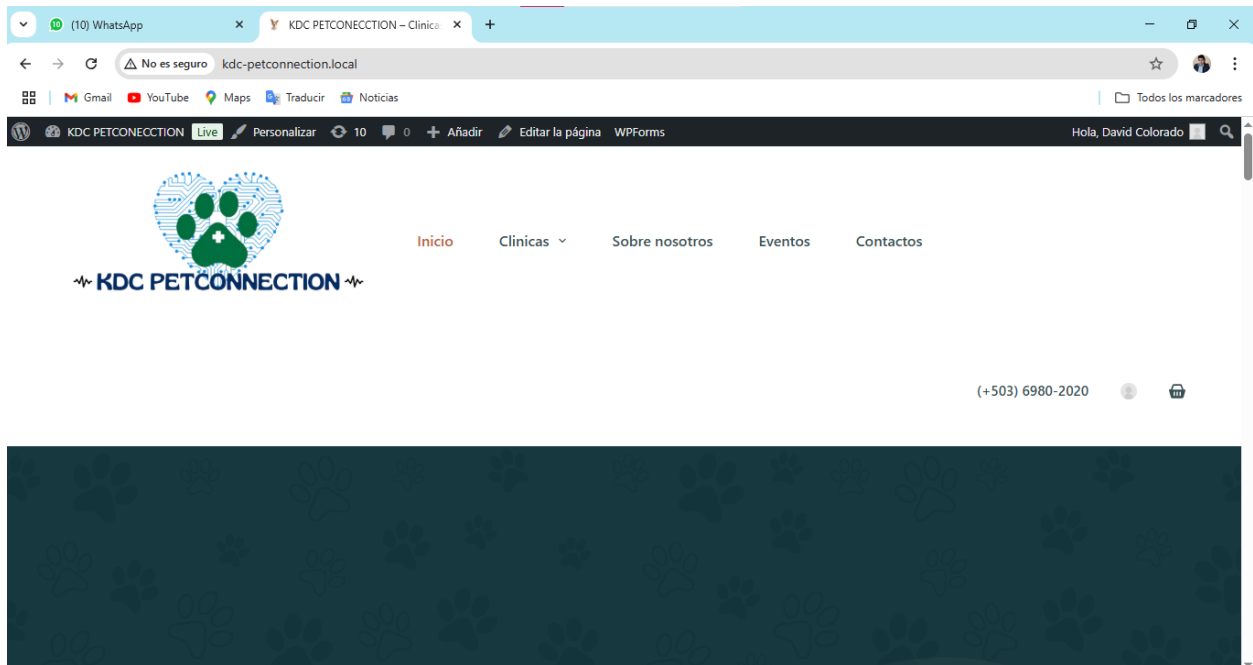 (10) WhatsApp
KDC PETCONECCTION – Clinica
No es seguro kdc-petconnection.local
Gmail YouTube Maps Traducir Noticias Todos los marcadores
KDC PETCONECCTION Live Personalizar 10 0 Añadir Editar la página WPForms Hola, David Colorado
KDC PETCONNECTION
Inicio Clinicas Sobre nosotros Eventos Contactos
(+503) 6980-2020